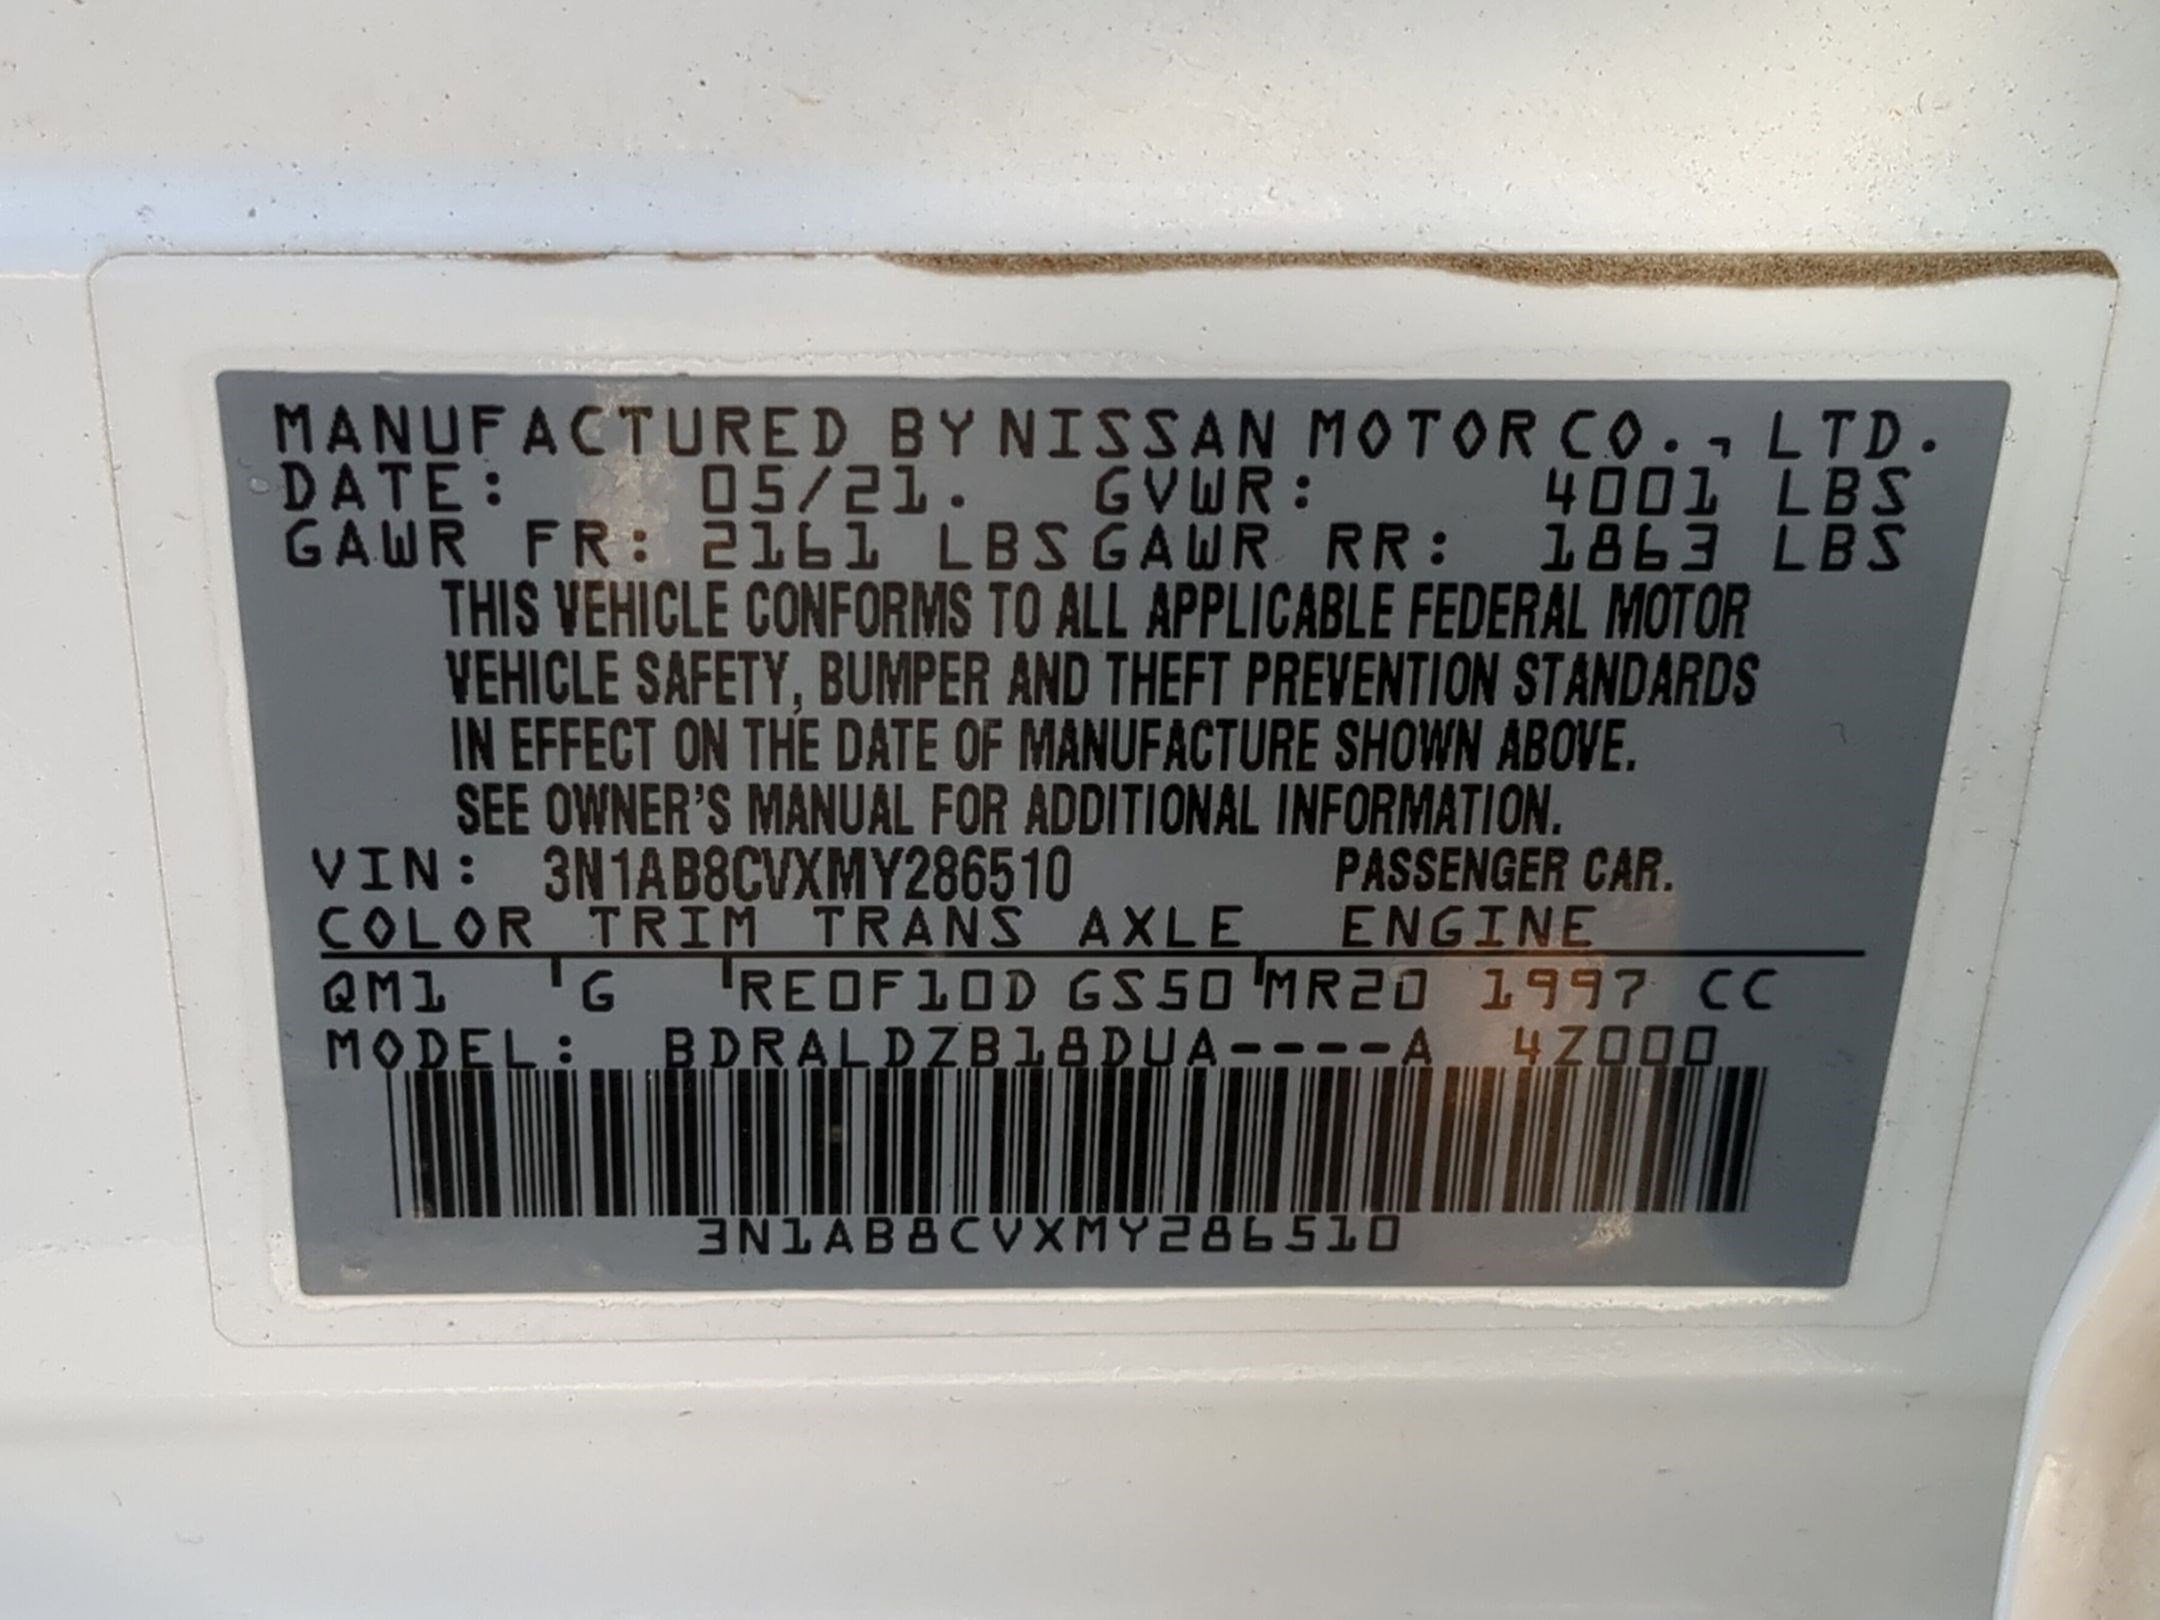 MANUFACTURED BY NISSAN MOTOR CO., LTD.
DATE: 05/21. GVWR: 4001 LBS
GAWR FR: 2161 LBS GAWR RR: 1863 LBS
THIS VEHICLE CONFORMS TO ALL APPLICABLE FEDERAL MOTOR
VEHICLE SAFETY, BUMPER AND THEFT PREVENTION STANDARDS
IN EFFECT ON THE DATE OF MANUFACTURE SHOWN ABOVE.
SEE OWNER'S MANUAL FOR ADDITIONAL INFORMATION.
VIN: 3N1AB8CVXMY286510 PASSENGER CAR.
COLOR TRIM TRANS AXLE ENGINE
QM1 G RE0F10D GS50 MR20 1997 CC
MODEL: BDRALDZB18DUA----A 4Z000
3N1AB8CVXMY286510